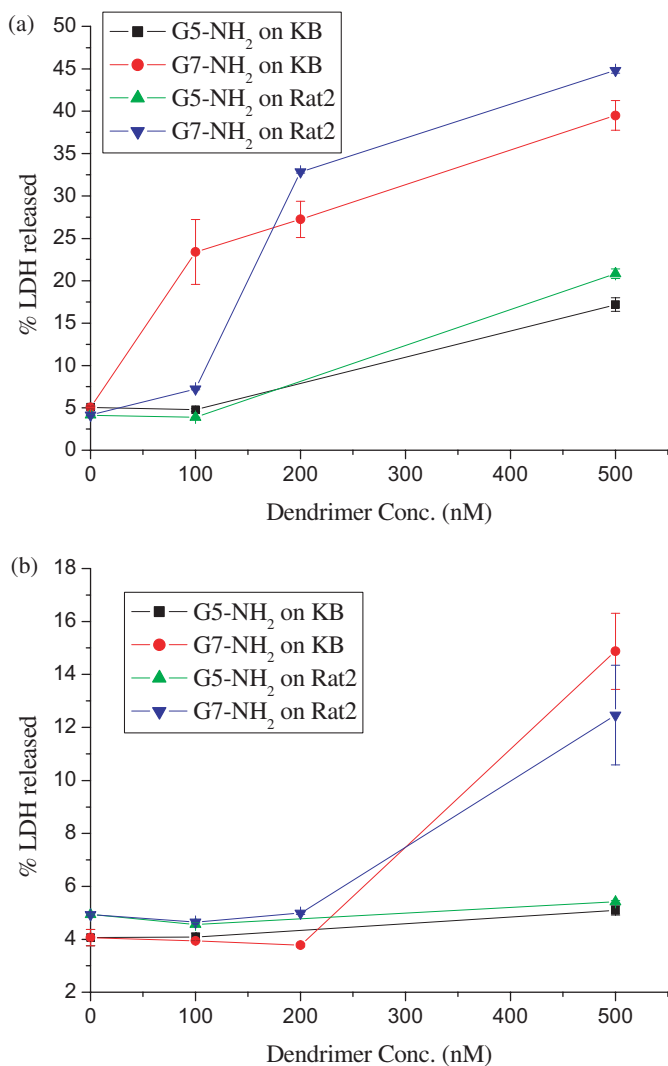 (a)
50
45
40
35
30
25
20
15
10
5
0
% LDH released
G5-NH₂ on KB
G7-NH₂ on KB
G5-NH₂ on Rat2
G7-NH₂ on Rat2
0 100 200 300 400 500
Dendrimer Conc. (nM)
(b)
18
16
14
12
10
8
6
4
2
% LDH released
G5-NH₂ on KB
G7-NH₂ on KB
G5-NH₂ on Rat2
G7-NH₂ on Rat2
0 100 200 300 400 500
Dendrimer Conc. (nM)